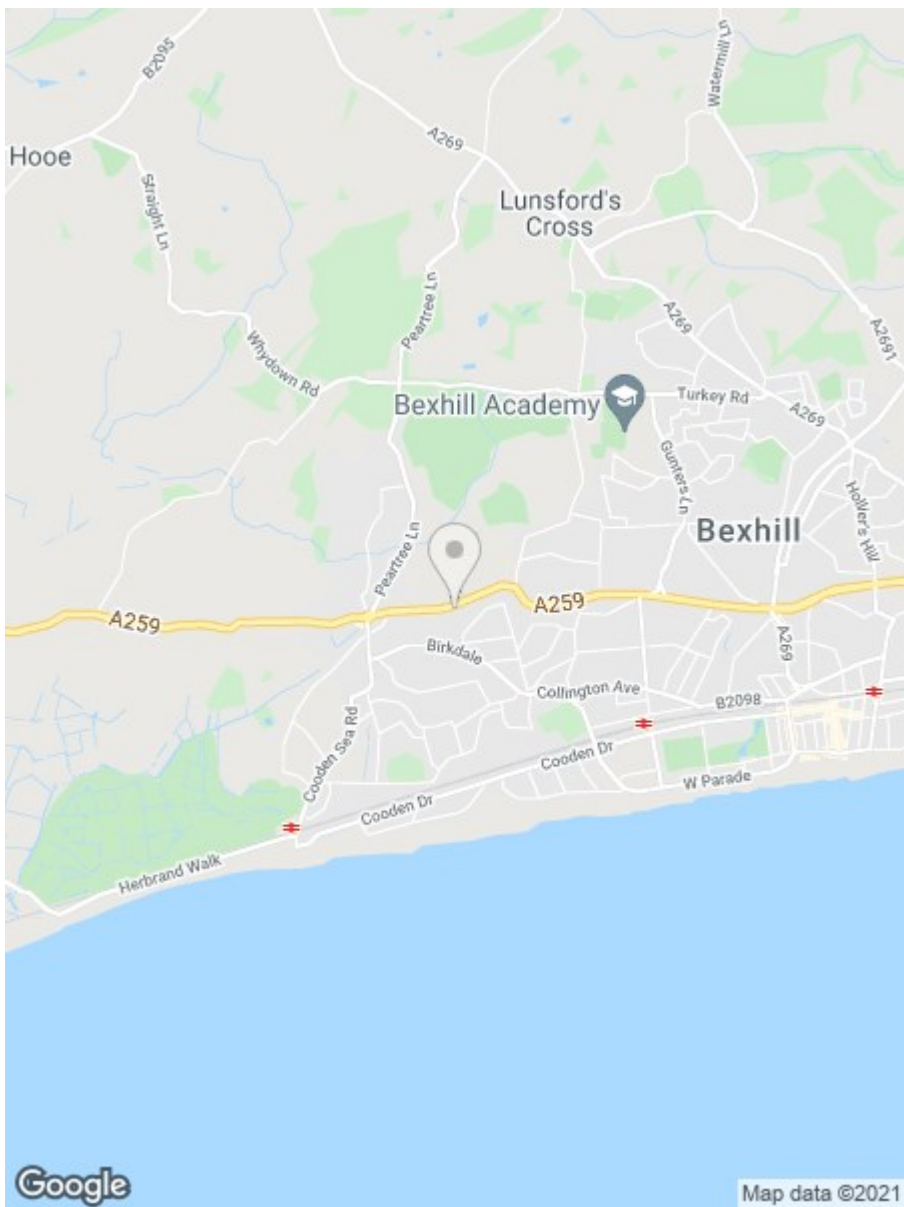 B2095
Hooe
A269
Watermill Ln
Straight Ln
Lunsford's
Cross
Peartree Ln
A269
A2691
Whydown Rd
Bexhill Academy
Turkey Rd
A269
Gunters Ln
Holliers Hill
Bexhill
Peartree Ln
A259
A259
Birkdale
A269
Collington Ave
B2098
Cooden Sea Rd
Cooden Dr
W Parade
Cooden Dr
Herbrand Walk
Google
Map data ©2021